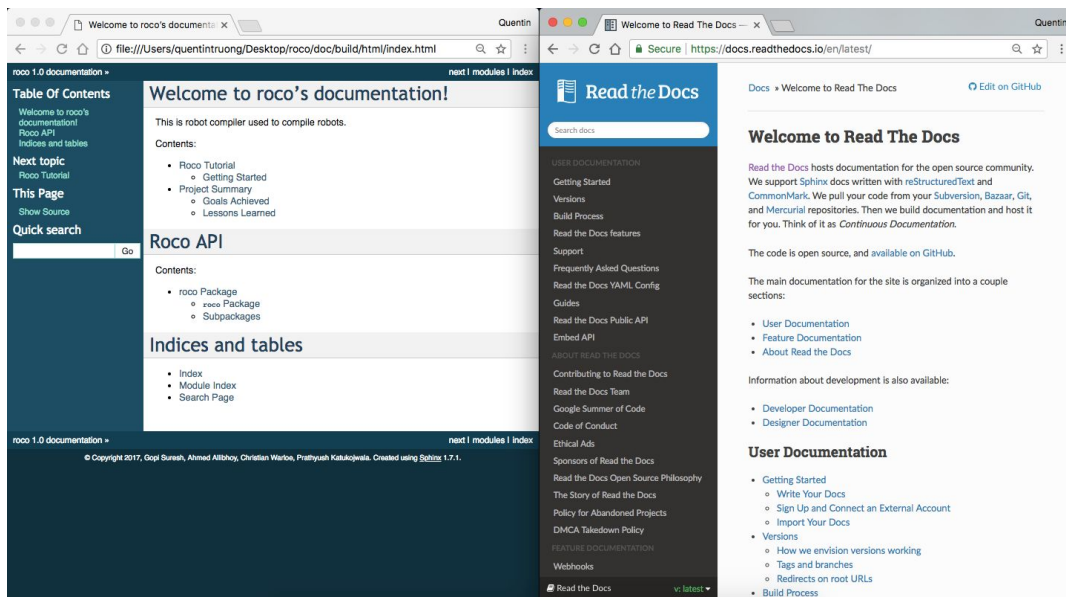 Welcome to roco's documenta
Quentin
file:///Users/quentintruong/Desktop/roco/doc/build/html/index.html
roco 1.0 documentation »
next | modules | index
Table Of Contents
Welcome to roco's
documentation!
Roco API
Indices and tables
Next topic
Roco Tutorial
This Page
Show Source
Quick search
Go
Welcome to roco's documentation!
This is robot compiler used to compile robots.
Contents:
Roco Tutorial
Getting Started
Project Summary
Goals Achieved
Lessons Learned
Roco API
Contents:
roco Package
roco Package
Subpackages
Indices and tables
Index
Module Index
Search Page
roco 1.0 documentation »
next | modules | index
© Copyright 2017, Gopi Suresh, Ahmed Allibhoy, Christian Warloe, Prathyush Katukojwala. Created using Sphinx 1.7.1.
Welcome to Read The Docs —
Quentin
Secure | https://docs.readthedocs.io/en/latest/
Read the Docs
Search docs
USER DOCUMENTATION
Getting Started
Versions
Build Process
Read the Docs features
Support
Frequently Asked Questions
Read the Docs YAML Config
Guides
Read the Docs Public API
Embed API
ABOUT READ THE DOCS
Contributing to Read the Docs
Read the Docs Team
Google Summer of Code
Code of Conduct
Ethical Ads
Sponsors of Read the Docs
Read the Docs Open Source Philosophy
The Story of Read the Docs
Policy for Abandoned Projects
DMCA Takedown Policy
FEATURE DOCUMENTATION
Webhooks
Read the Docs
v: latest
Docs » Welcome to Read The Docs
Edit on GitHub
Welcome to Read The Docs
Read the Docs hosts documentation for the open source community.
We support Sphinx docs written with reStructuredText and
CommonMark. We pull your code from your Subversion, Bazaar, Git,
and Mercurial repositories. Then we build documentation and host it
for you. Think of it as Continuous Documentation.
The code is open source, and available on GitHub.
The main documentation for the site is organized into a couple
sections:
User Documentation
Feature Documentation
About Read the Docs
Information about development is also available:
Developer Documentation
Designer Documentation
User Documentation
Getting Started
Write Your Docs
Sign Up and Connect an External Account
Import Your Docs
Versions
How we envision versions working
Tags and branches
Redirects on root URLs
Build Process